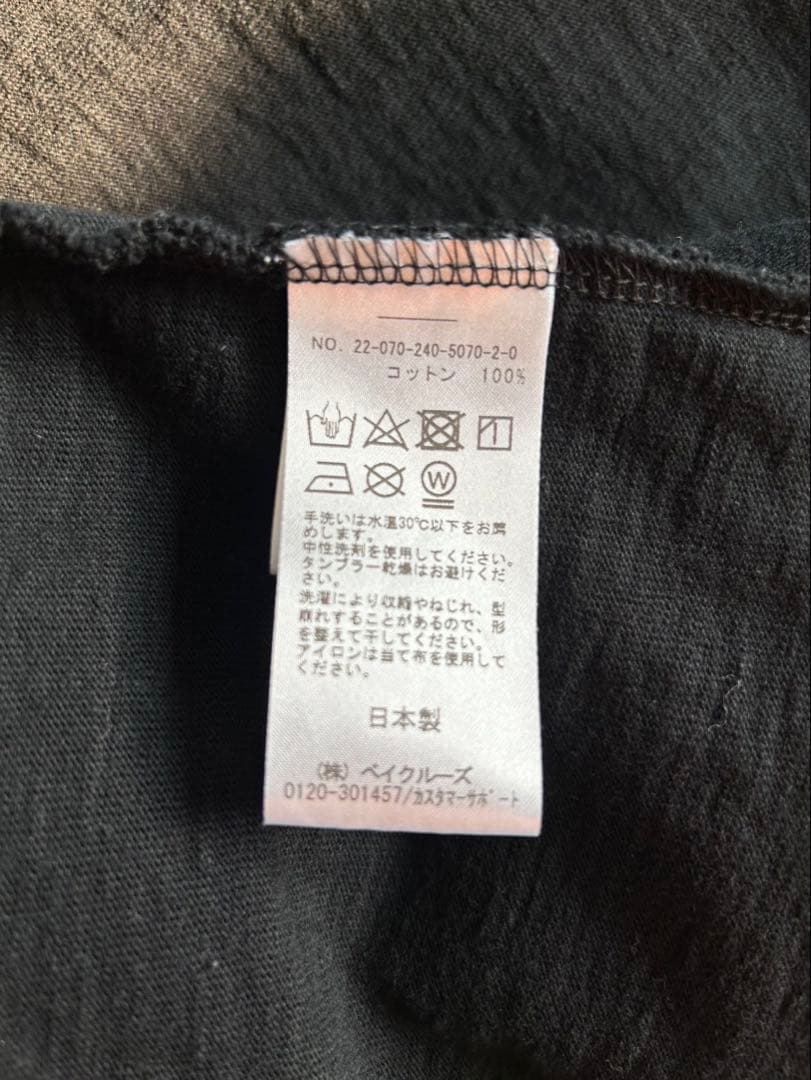 NO. 22-070-240-5070-2-0
コットン 100%
W
手洗いは水温30℃以下をお薦
めします。
中性洗剤を使用してください。
タンブラー乾燥はお避けくだ
さい。
洗濯により収縮やねじれ、型
崩れすることがあるので、形
を整えて干してください。
アイロンは当て布を使用して
ください。
日本製
(株) ベイクルーズ
0120-301457/カスタマーサポート